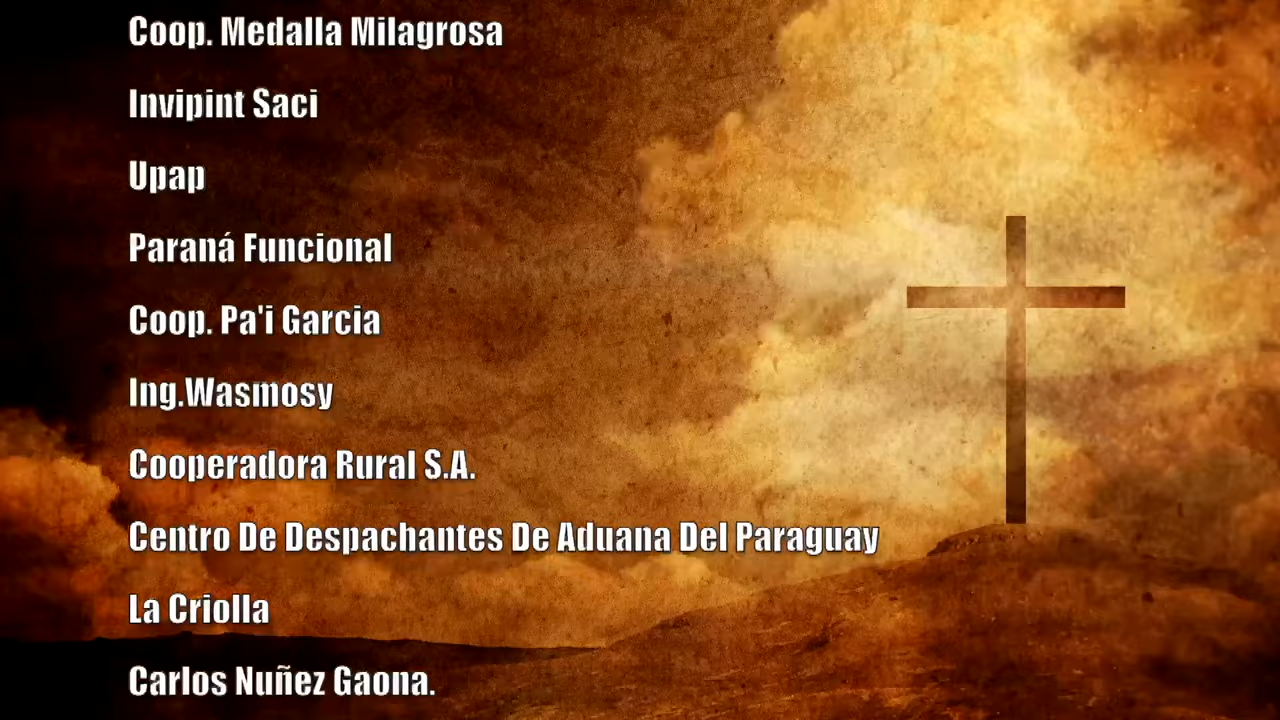 Coop. Medalla Milagrosa
Invipint Saci
Upap
Paraná Funcional
Coop. Pa'i Garcia
Ing.Wasmosy
Cooperadora Rural S.A.
Centro De Despachantes De Aduana Del Paraguay
La Criolla
Carlos Nuñez Gaona.